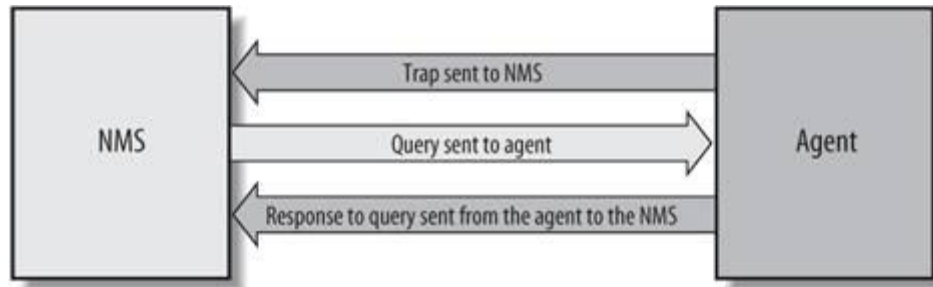 Trap sent to NMS
NMS
Query sent to agent
Agent
Response to query sent from the agent to the NMS